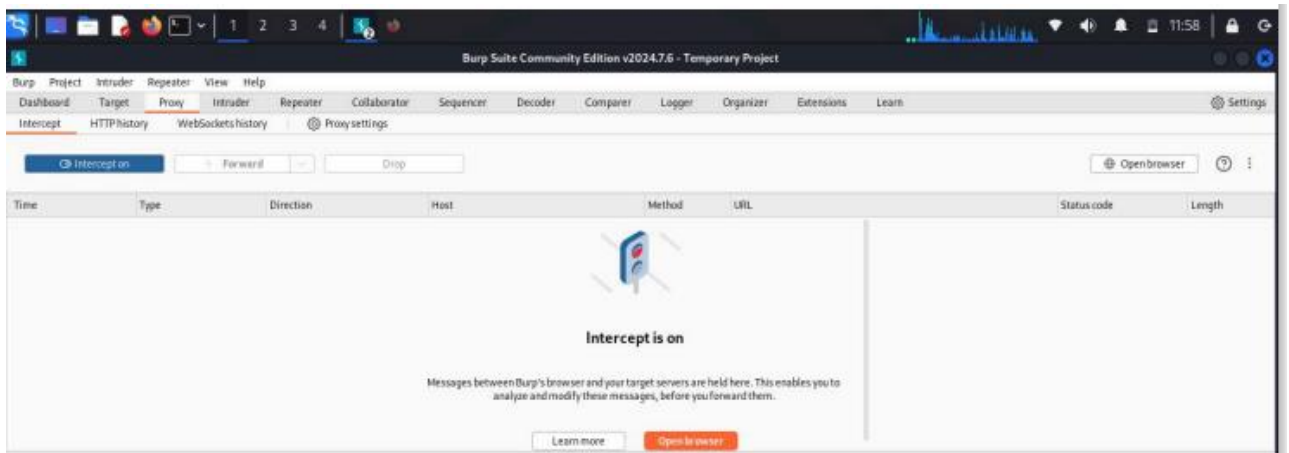 1 2 3 4 11:58
Burp Suite Community Edition v2024.7.6 - Temporary Project
Burp Project Intruder Repeater View Help
Dashboard Target Proxy Intruder Repeater Collaborator Sequencer Decoder Comparer Logger Organizer Extensions Learn Settings
Intercept HTTP history WebSockets history Proxy settings
Intercept on Forward Drop Open browser
Time Type Direction Host Method URL Status code Length
Intercept is on
Messages between Burp's browser and your target servers are held here. This enables you to
analyze and modify these messages, before you forward them.
Learn more Open browser